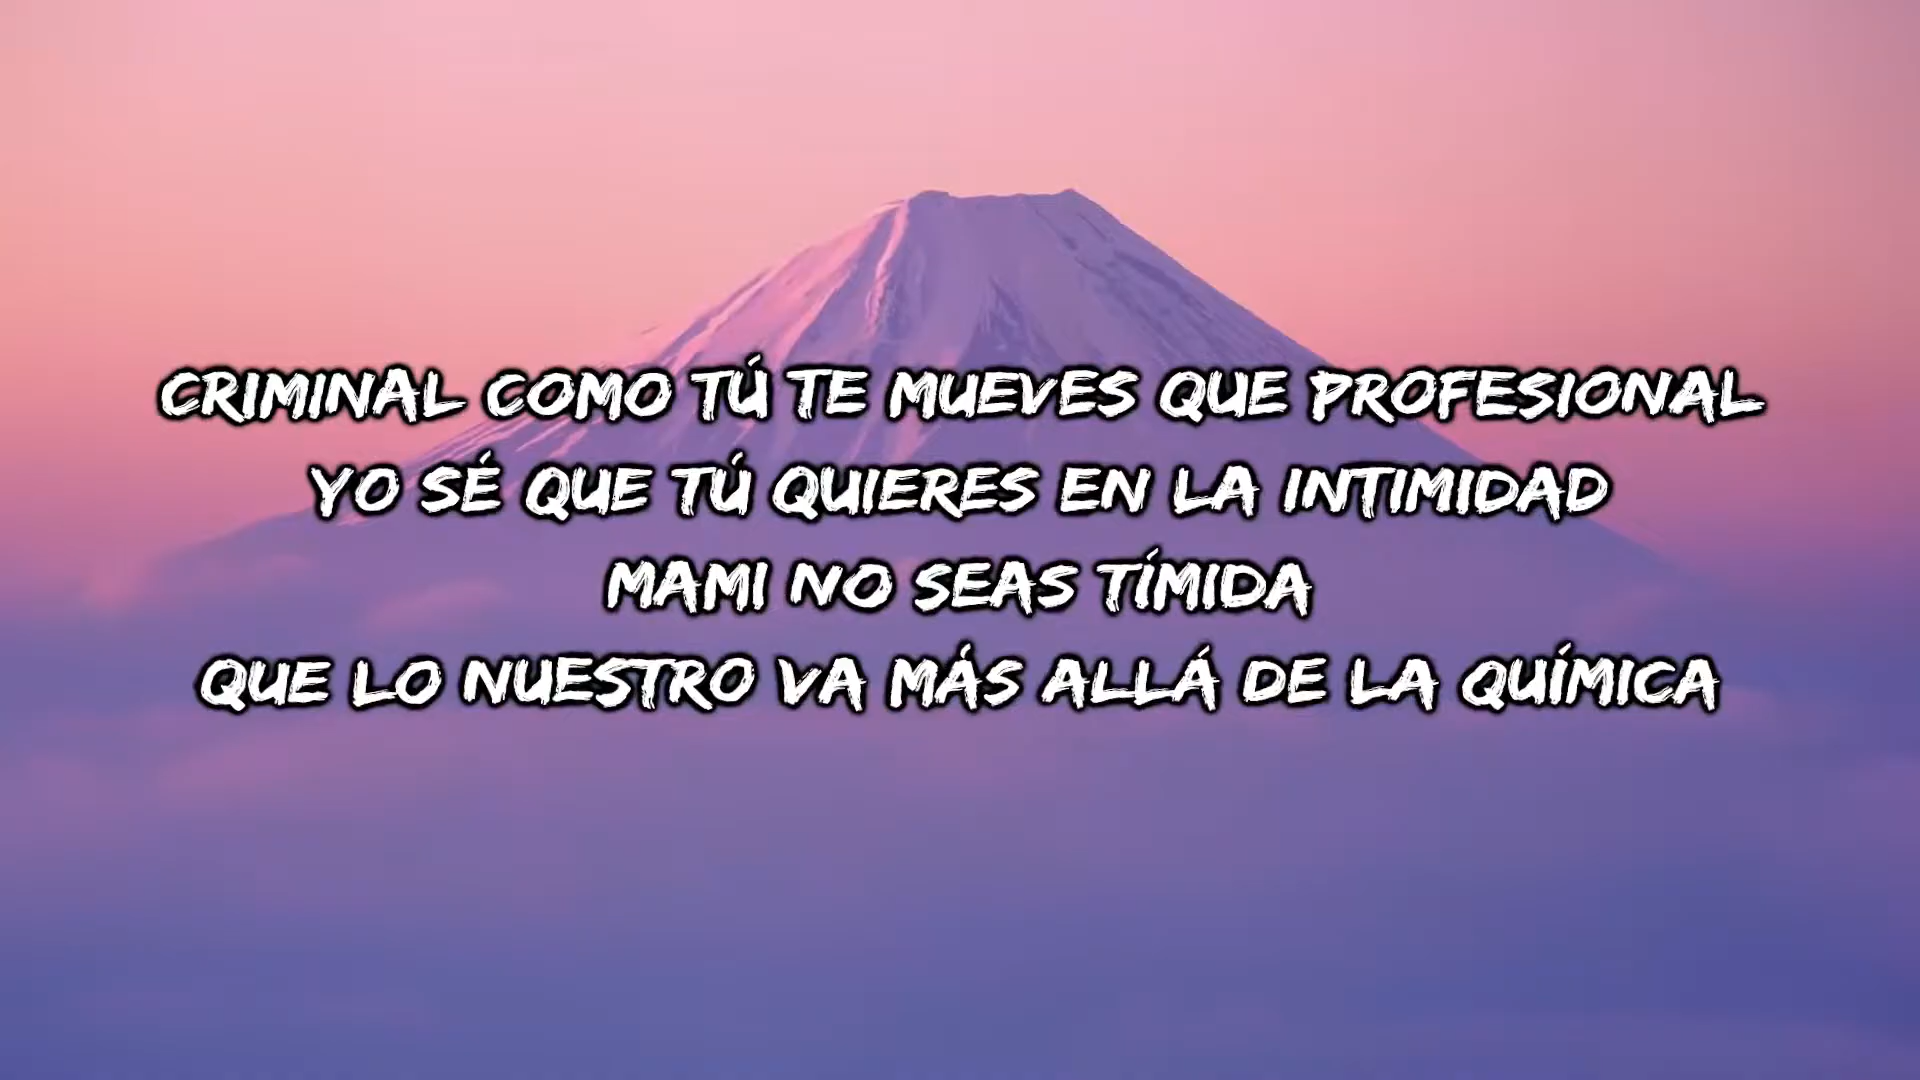 CRIMINAL COMO TÚ TE MUEVES QUE PROFESIONAL
YO SÉ QUE TÚ QUIERES EN LA INTIMIDAD
MAMI NO SEAS TÍMIDA
QUE LO NUESTRO VA MÁS ALLÁ DE LA QUÍMICA